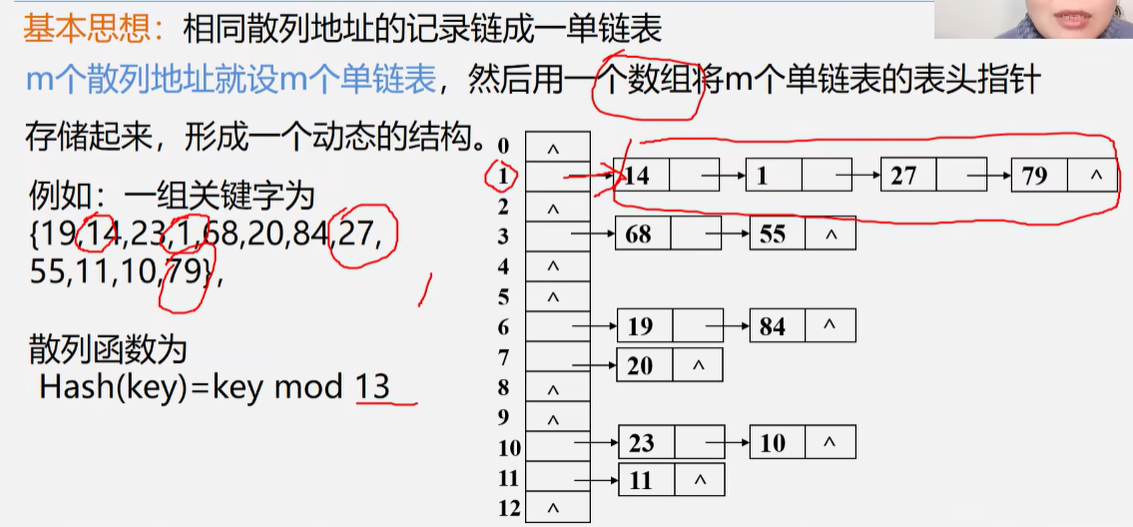 基本思想：相同散列地址的记录链成一单链表
m个散列地址就设m个单链表，然后用一个数组将m个单链表的表头指针
存储起来，形成一个动态的结构。
例如：一组关键字为
{19,14,23,1,68,20,84,27,
55,11,10,79},
散列函数为
Hash(key)=key mod 13
0 ^
1 14 1 27 79 ^
2 ^
3 68 55 ^
4 ^
5 ^
6 19 84 ^
7 20 ^
8 ^
9 ^
10 23 10 ^
11 11 ^
12 ^